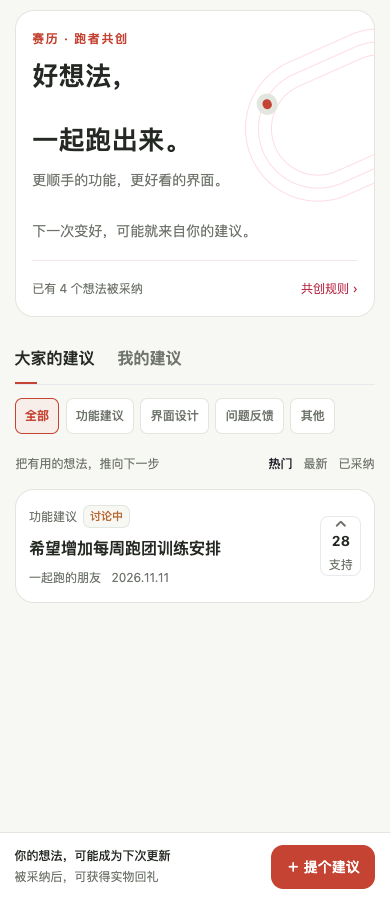 赛历 · 跑者共创
好想法，
一起跑出来。
更顺手的功能，更好看的界面。
下一次变好，可能就来自你的建议。
已有 4 个想法被采纳
共创规则 ›
大家的建议 我的建议
全部 功能建议 界面设计 问题反馈 其他
把有用的想法，推向下一步
热门 最新 已采纳
功能建议 讨论中
希望增加每周跑团训练安排
一起跑的朋友 2026.11.11
28
支持
你的想法，可能成为下次更新
被采纳后，可获得实物回礼
＋ 提个建议